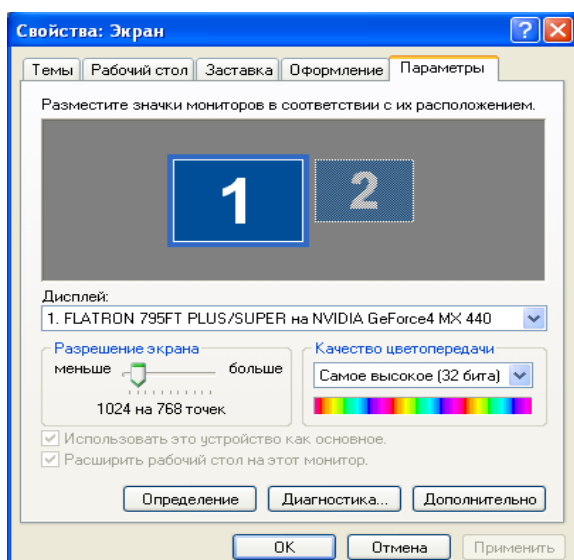 Свойства: Экран
Темы Рабочий стол Заставка Оформление Параметры
Разместите значки мониторов в соответствии с их расположением.
1 2
Дисплей:
1. FLATRON 795FT PLUS/SUPER на NVIDIA GeForce4 MX 440
Разрешение экрана Качество цветопередачи
меньше больше Самое высокое (32 бита)
1024 на 768 точек
Использовать это устройство как основное.
Расширить рабочий стол на этот монитор.
Определение Диагностика... Дополнительно
OK Отмена Применить